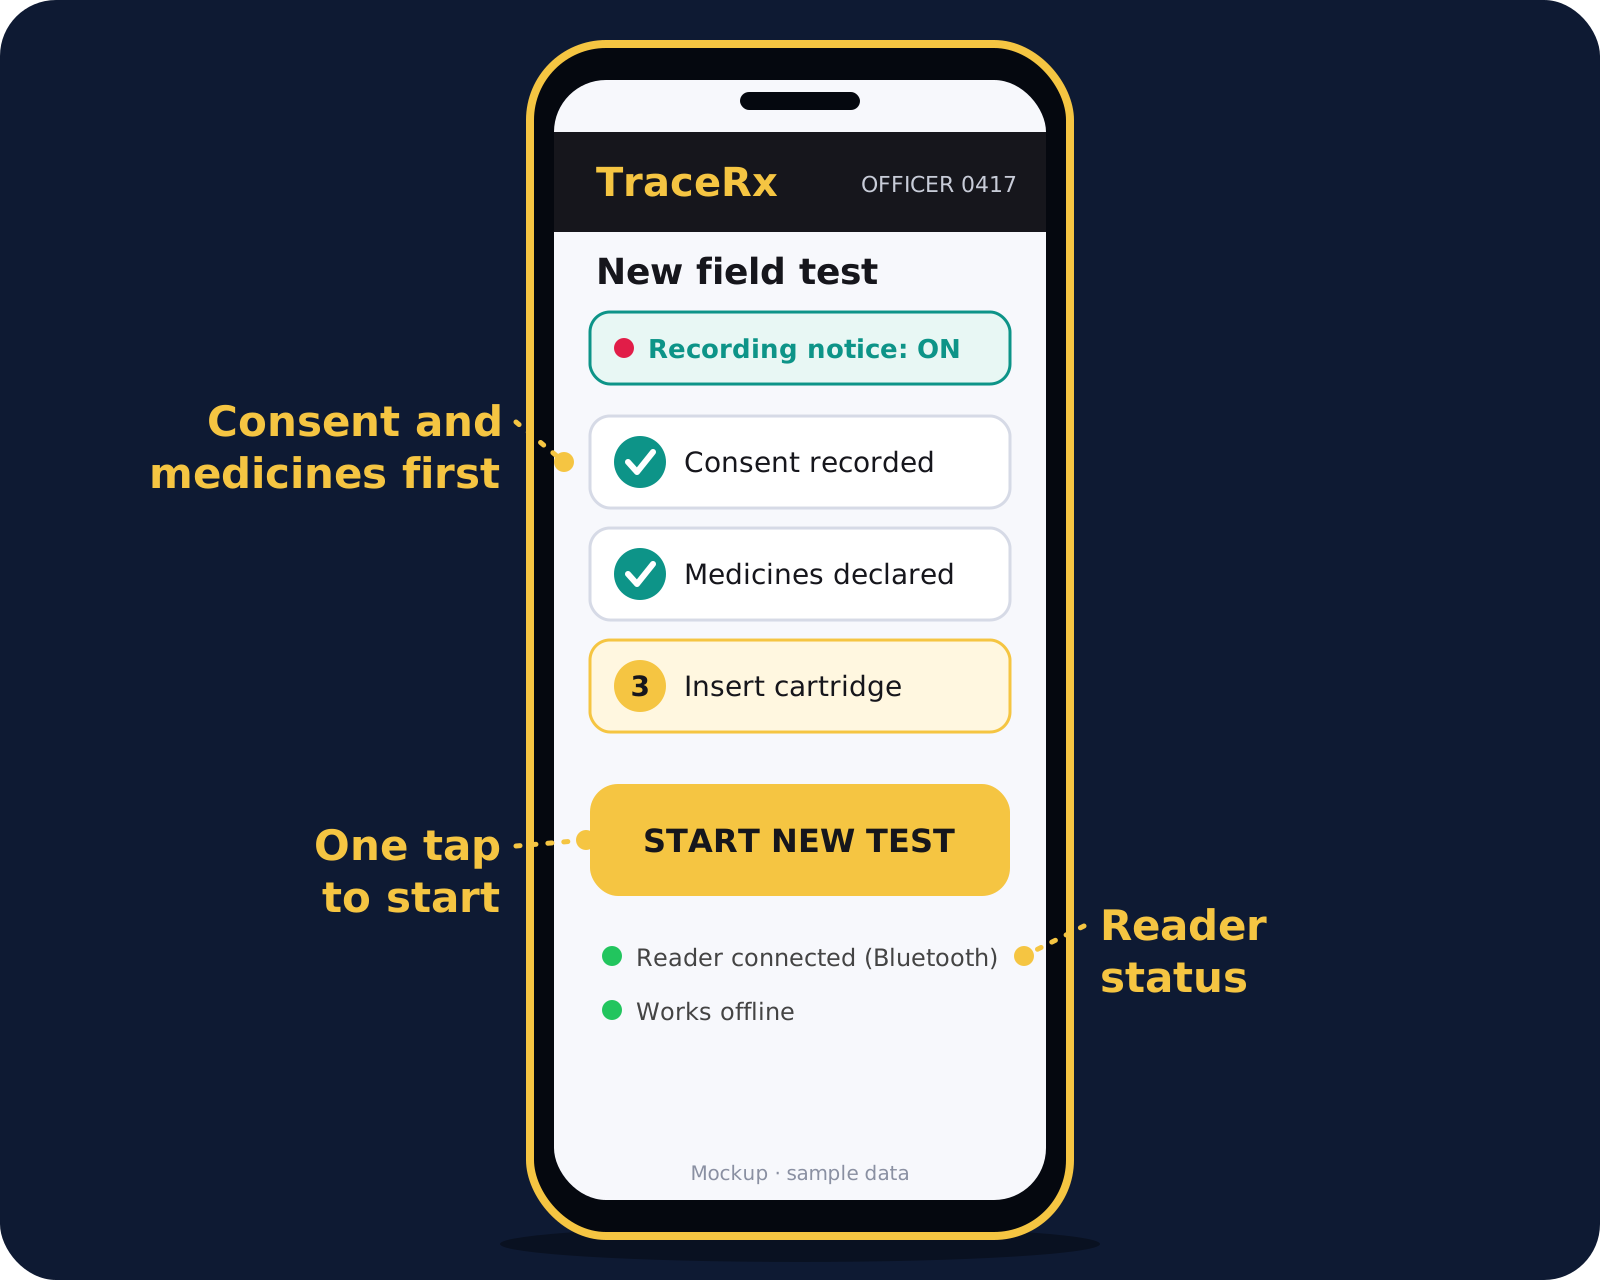 TraceRx
OFFICER 0417
New field test
Recording notice: ON
Consent and
medicines first
Consent recorded
Medicines declared
3 Insert cartridge
One tap
to start
START NEW TEST
Reader
status
Reader connected (Bluetooth)
Works offline
Mockup · sample data